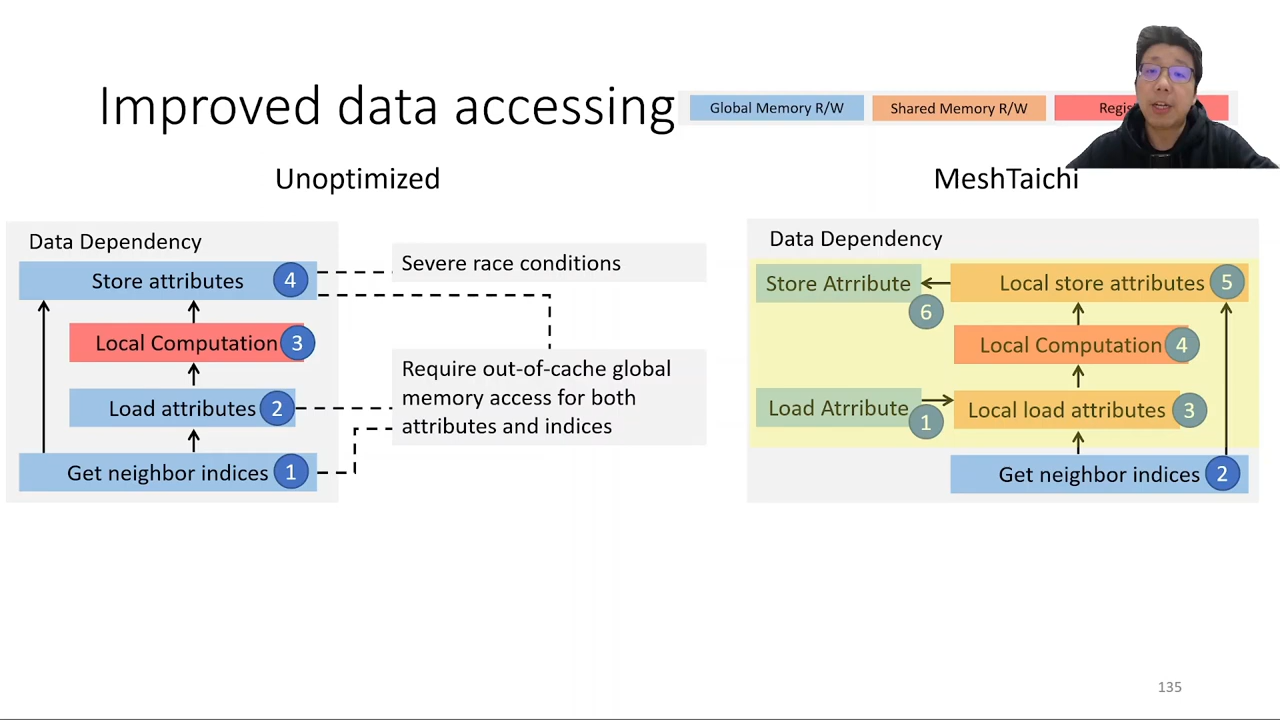 Improved data accessing
Global Memory R/W
Shared Memory R/W
Unoptimized
MeshTaichi
Data Dependency
Store attributes 4
Local Computation 3
Load attributes 2
Get neighbor indices 1
Severe race conditions
Require out-of-cache global
memory access for both
attributes and indices
Data Dependency
Store Atrribute
6
Local store attributes 5
Local Computation 4
Load Atrribute
1
Local load attributes 3
Get neighbor indices 2
135